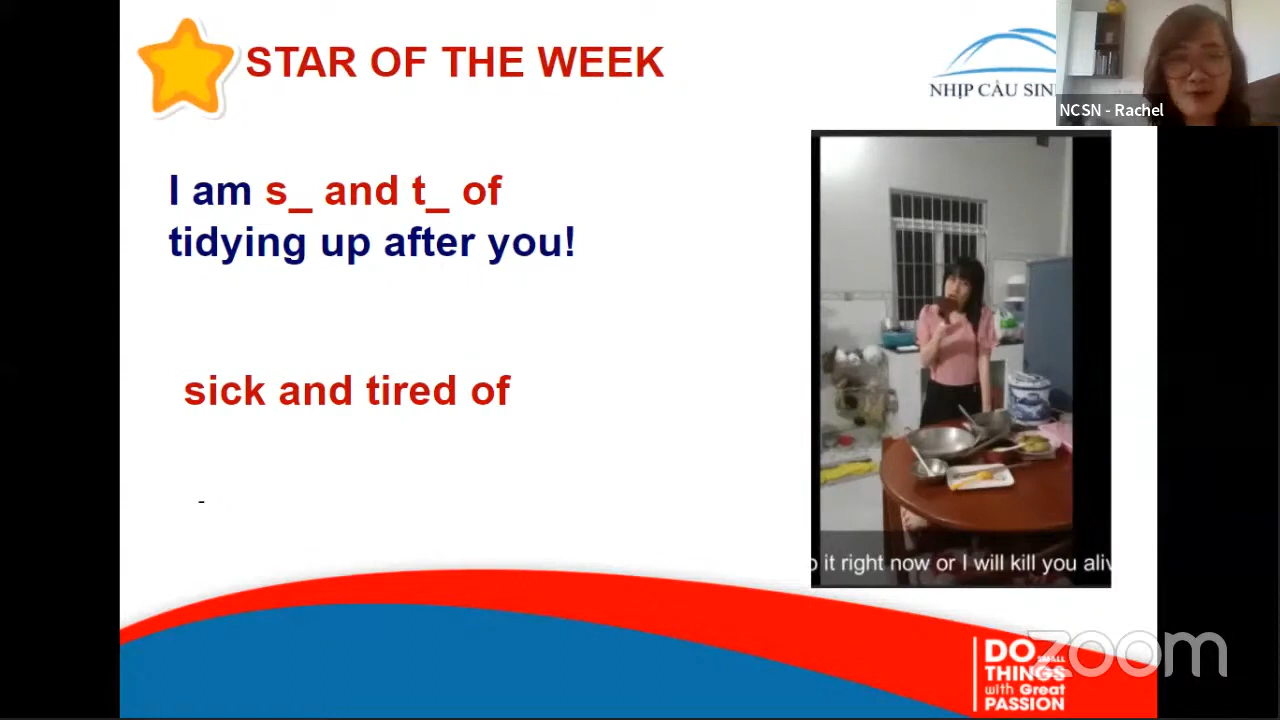 STAR OF THE WEEK
NHỊP CẦU SINH
NCSN - Rachel
I am s_ and t_ of
tidying up after you!
sick and tired of
-
it right now or I will kill you aliv
DO SMALL
THINGS
with Great
PASSION
zoom